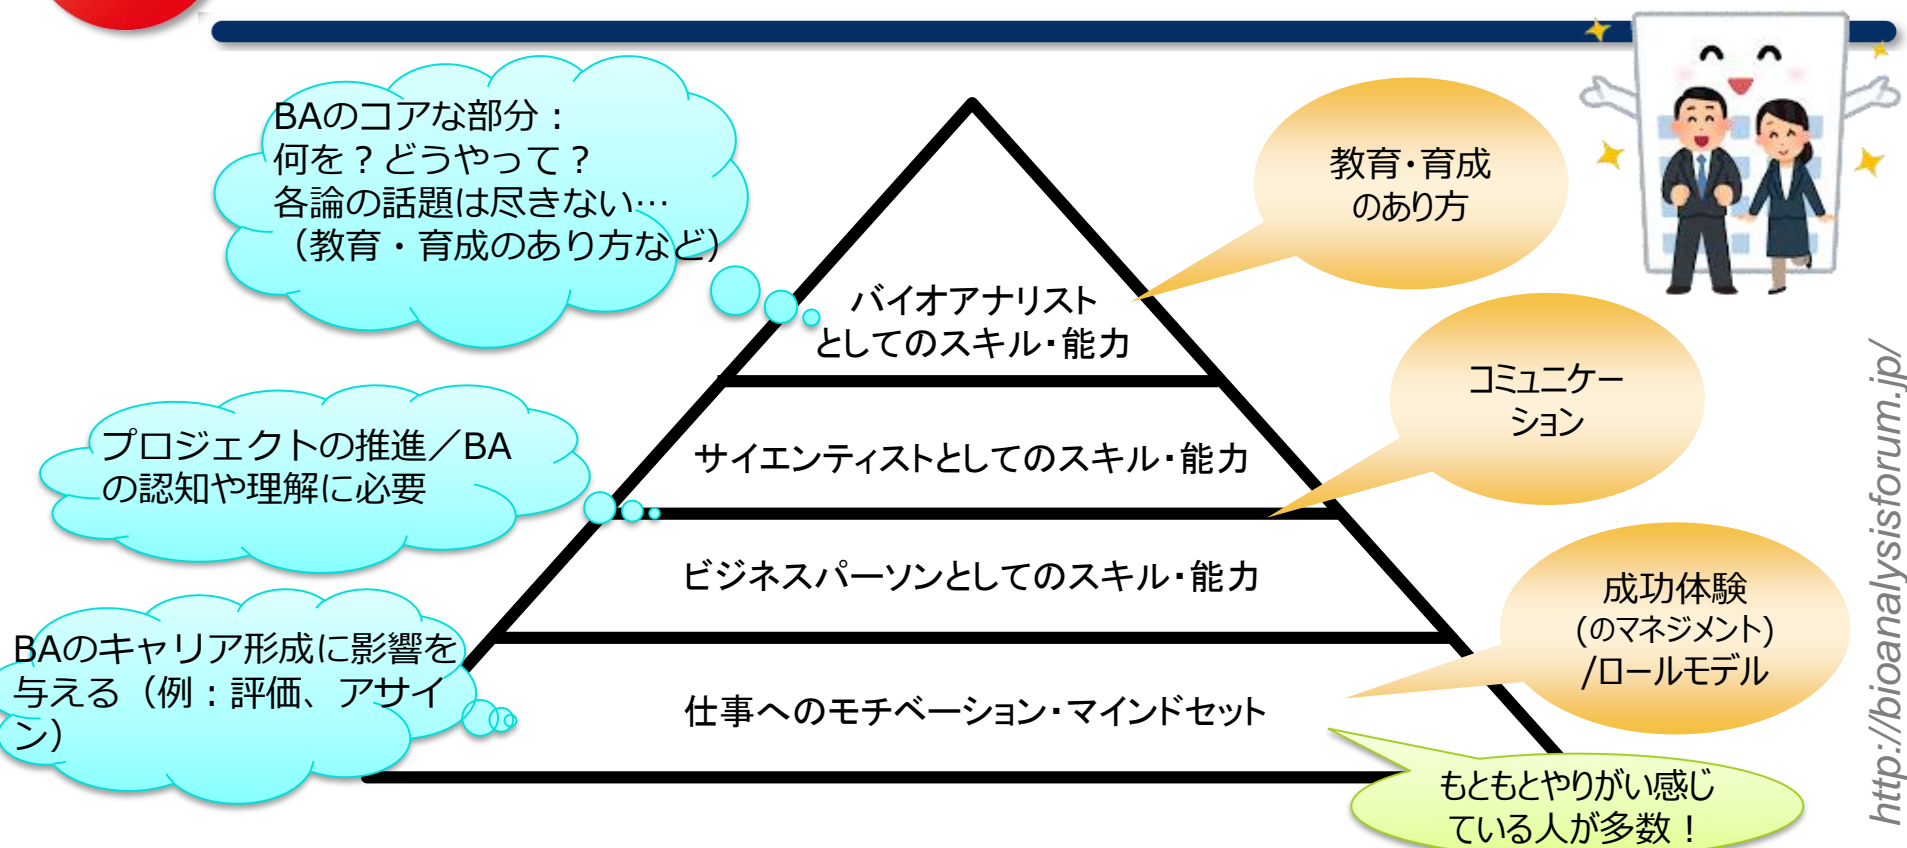 BAのコアな部分：
何を？どうやって？
各論の話題は尽きない…
（教育・育成のあり方など）
教育・育成
のあり方
バイオアナリスト
としてのスキル・能力
コミュニケー
ション
プロジェクトの推進／BA
の認知や理解に必要
サイエンティストとしてのスキル・能力
ビジネスパーソンとしてのスキル・能力
成功体験
(のマネジメント)
/ロールモデル
BAのキャリア形成に影響を
与える（例：評価、アサイ
ン）
仕事へのモチベーション・マインドセット
もともとやりがい感じ
ている人が多数！
http://bioanalysisforum.jp/